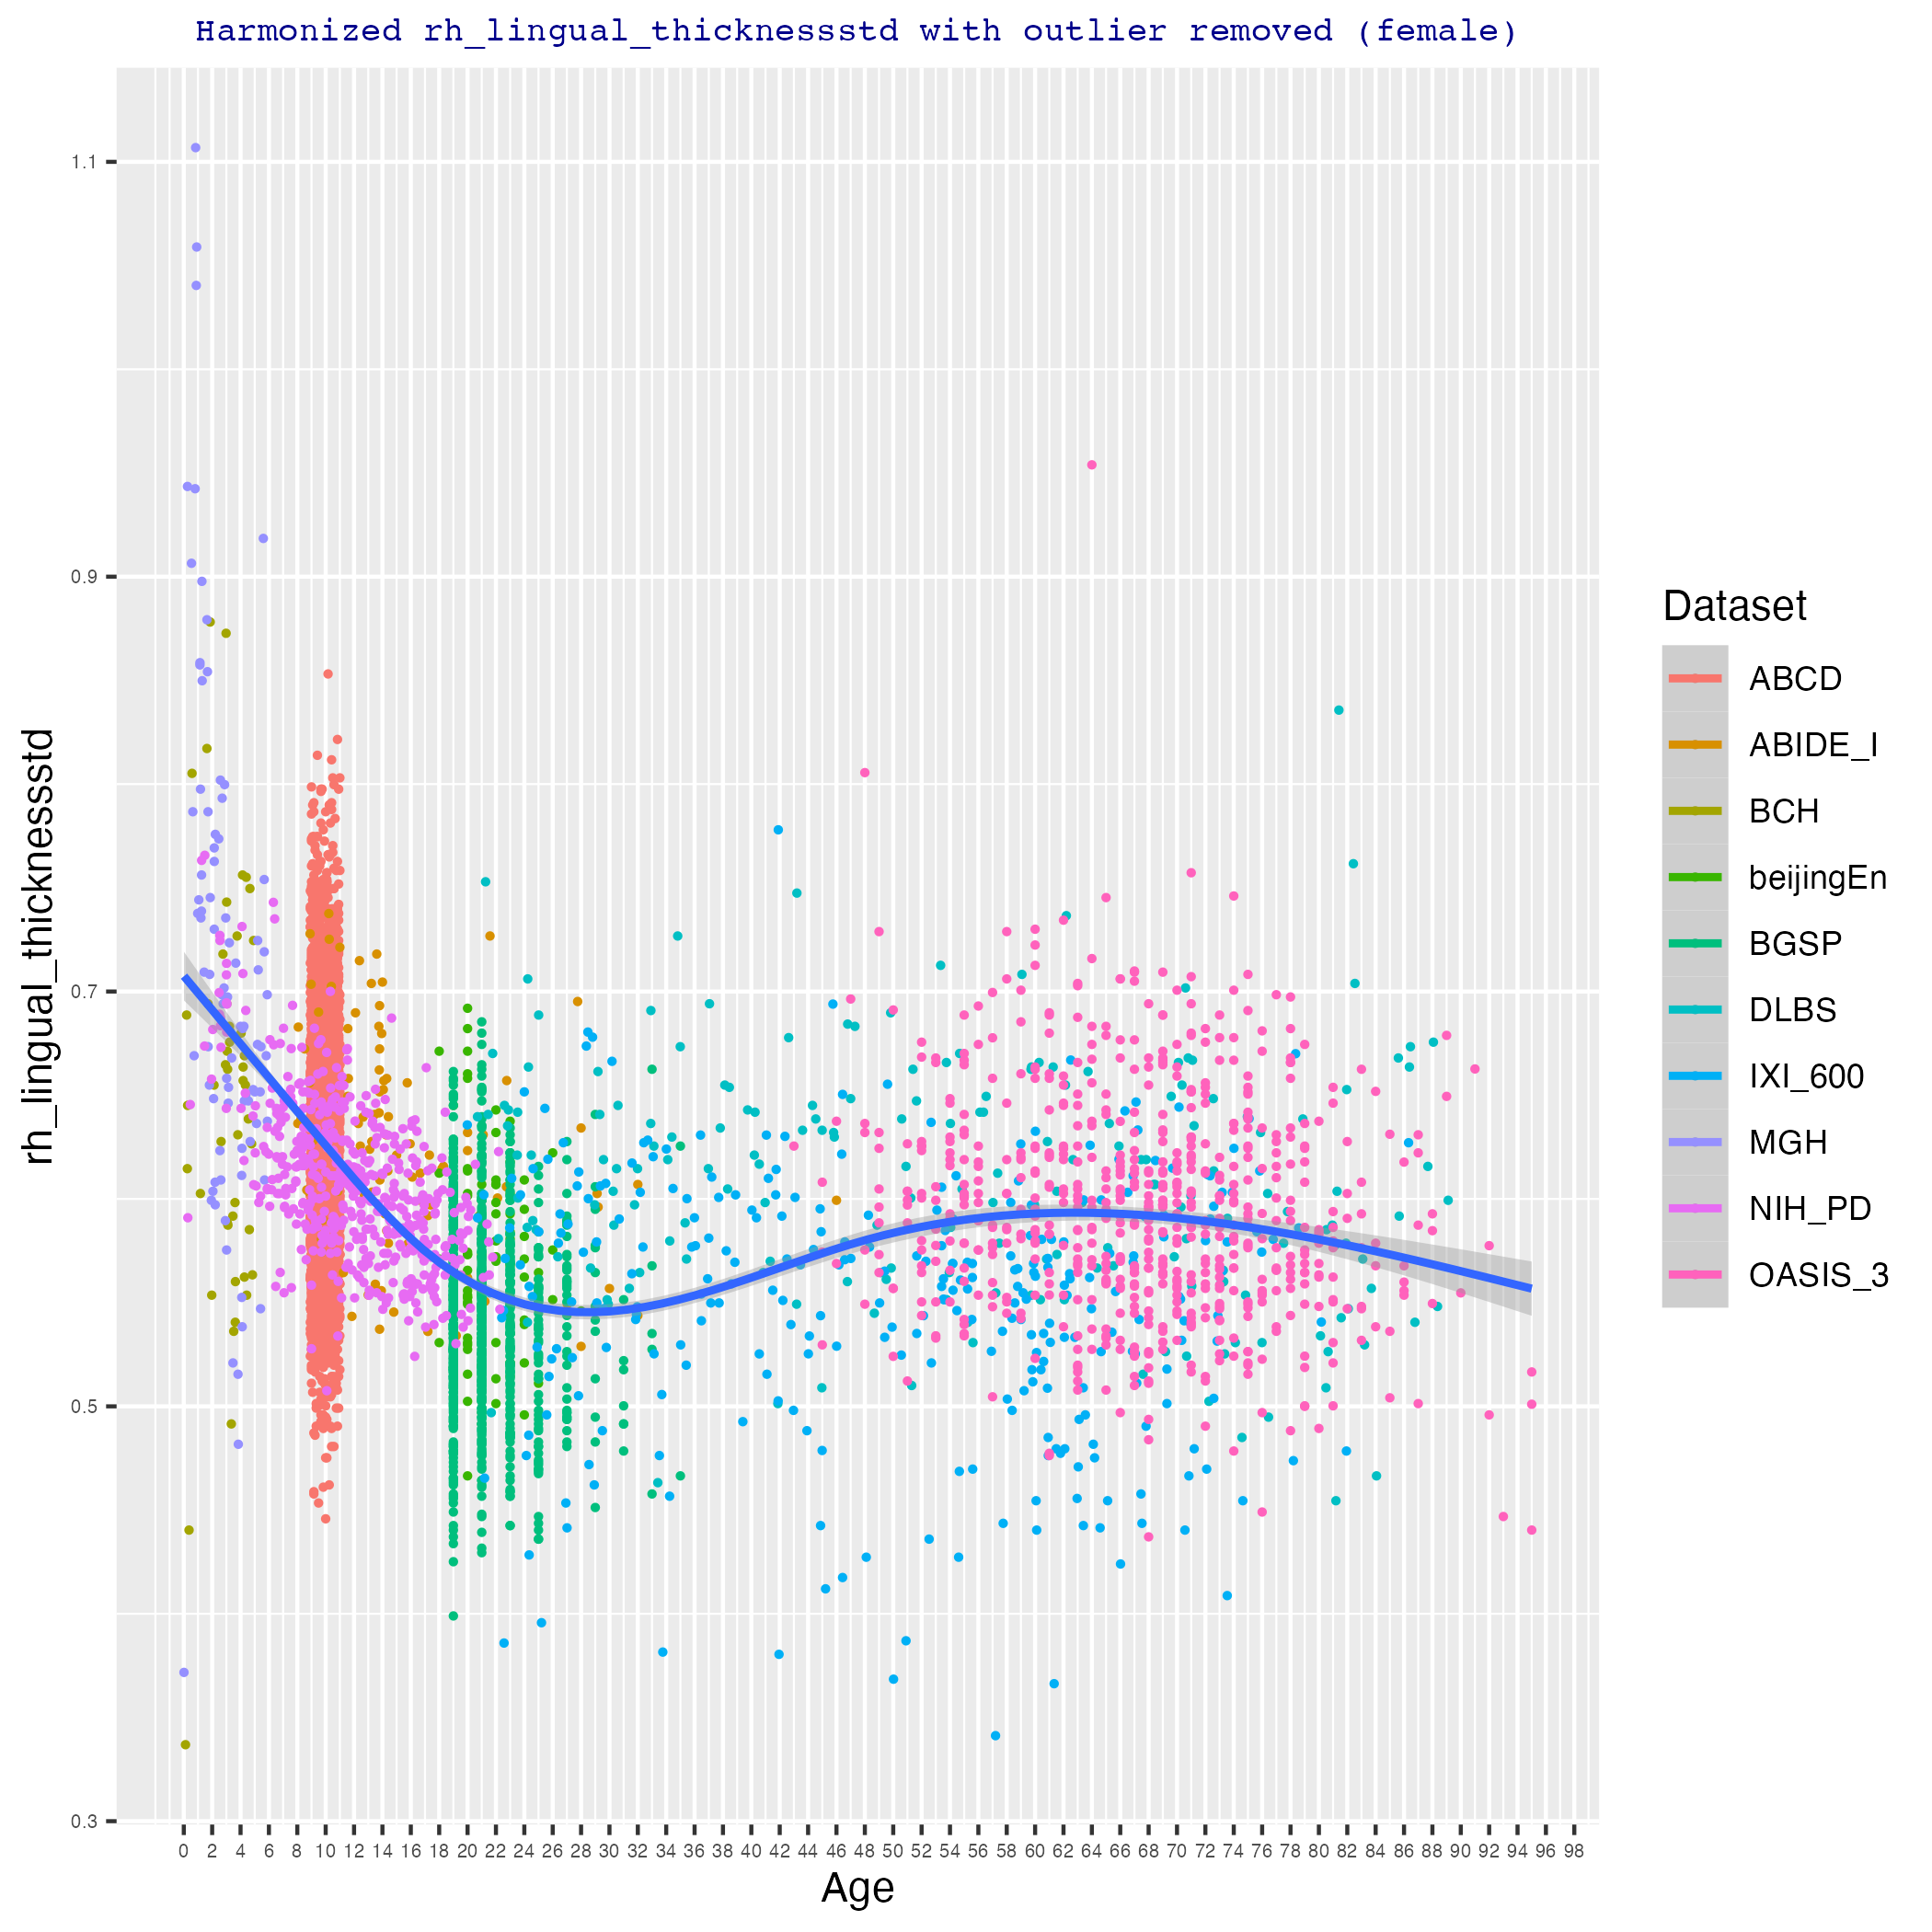 Harmonized rh_lingual_thicknessstd with outlier removed (female)
rh_lingual_thicknessstd
1.1
0.9
0.7
0.5
0.3
0 2 4 6 8 10 12 14 16 18 20 22 24 26 28 30 32 34 36 38 40 42 44 46 48 50 52 54 56 58 60 62 64 66 68 70 72 74 76 78 80 82 84 86 88 90 92 94 96 98
Age
Dataset
ABCD
ABIDE_I
BCH
beijingEn
BGSP
DLBS
IXI_600
MGH
NIH_PD
OASIS_3